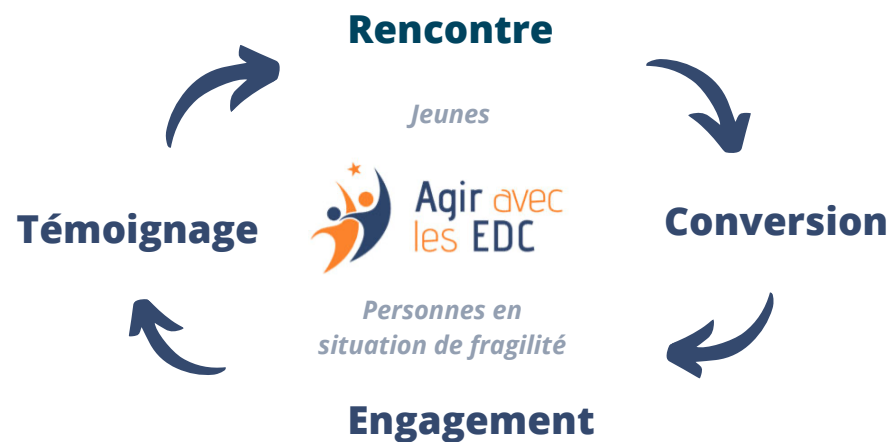 Rencontre
Jeunes
Témoignage
Agir avec
les EDC
Conversion
Personnes en
situation de fragilité
Engagement